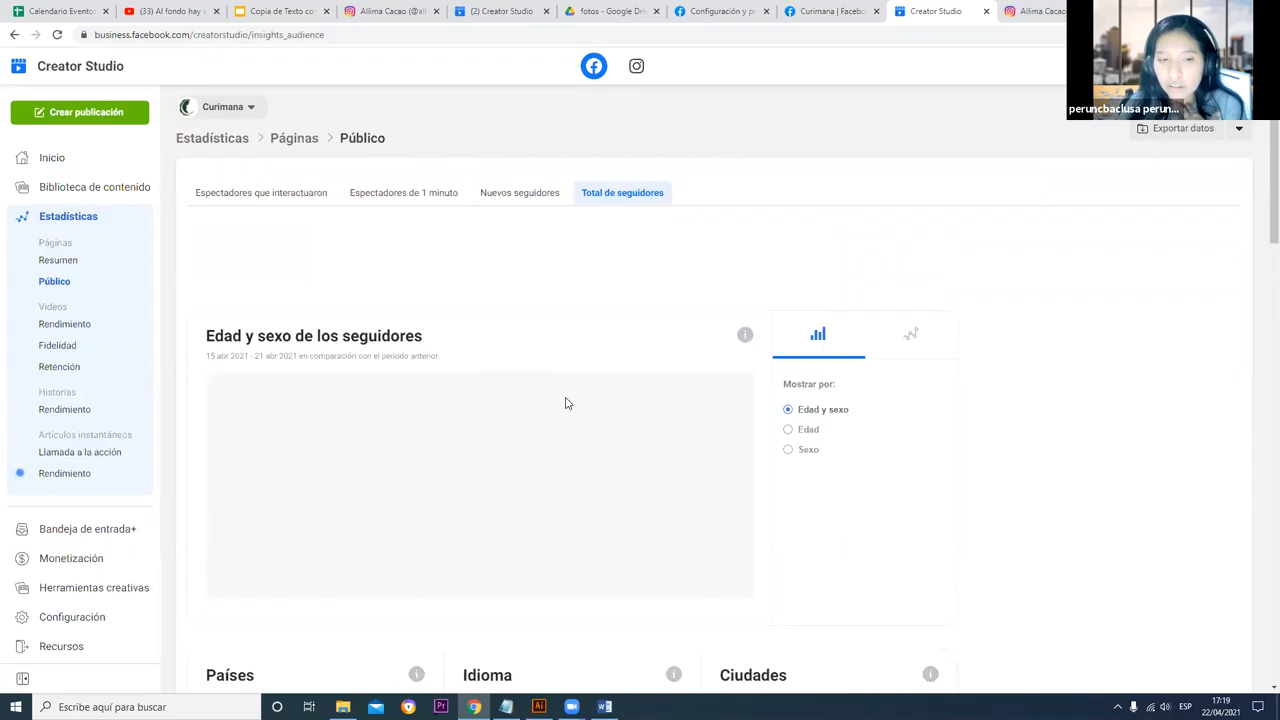 Calendario Eventos
(33) Al fondo hay s
Copia de Texto con
Allima Cacao (@all
(2) Creator Studio
fotos - Google Driv
Configuración y p
Curimana | Facebo
Creator Studio
Allima Cacao
business.facebook.com/creatorstudio/insights_audience
Creator Studio
peruncbaclusa perun...
Crear publicación
Curimana
Exportar datos
Estadísticas > Páginas > Público
Inicio
Biblioteca de contenido
Espectadores que interactuaron
Espectadores de 1 minuto
Nuevos seguidores
Total de seguidores
Estadísticas
Páginas
Resumen
Público
Videos
Rendimiento
Fidelidad
Retención
Historias
Rendimiento
Artículos instantáneos
Llamada a la acción
Rendimiento
Edad y sexo de los seguidores
15 abr 2021 - 21 abr 2021 en comparación con el periodo anterior.
Mostrar por:
Edad y sexo
Edad
Sexo
Bandeja de entrada+
Monetización
Herramientas creativas
Configuración
Recursos
Países
Idioma
Ciudades
Escribe aquí para buscar
ESP
17:19
22/04/2021